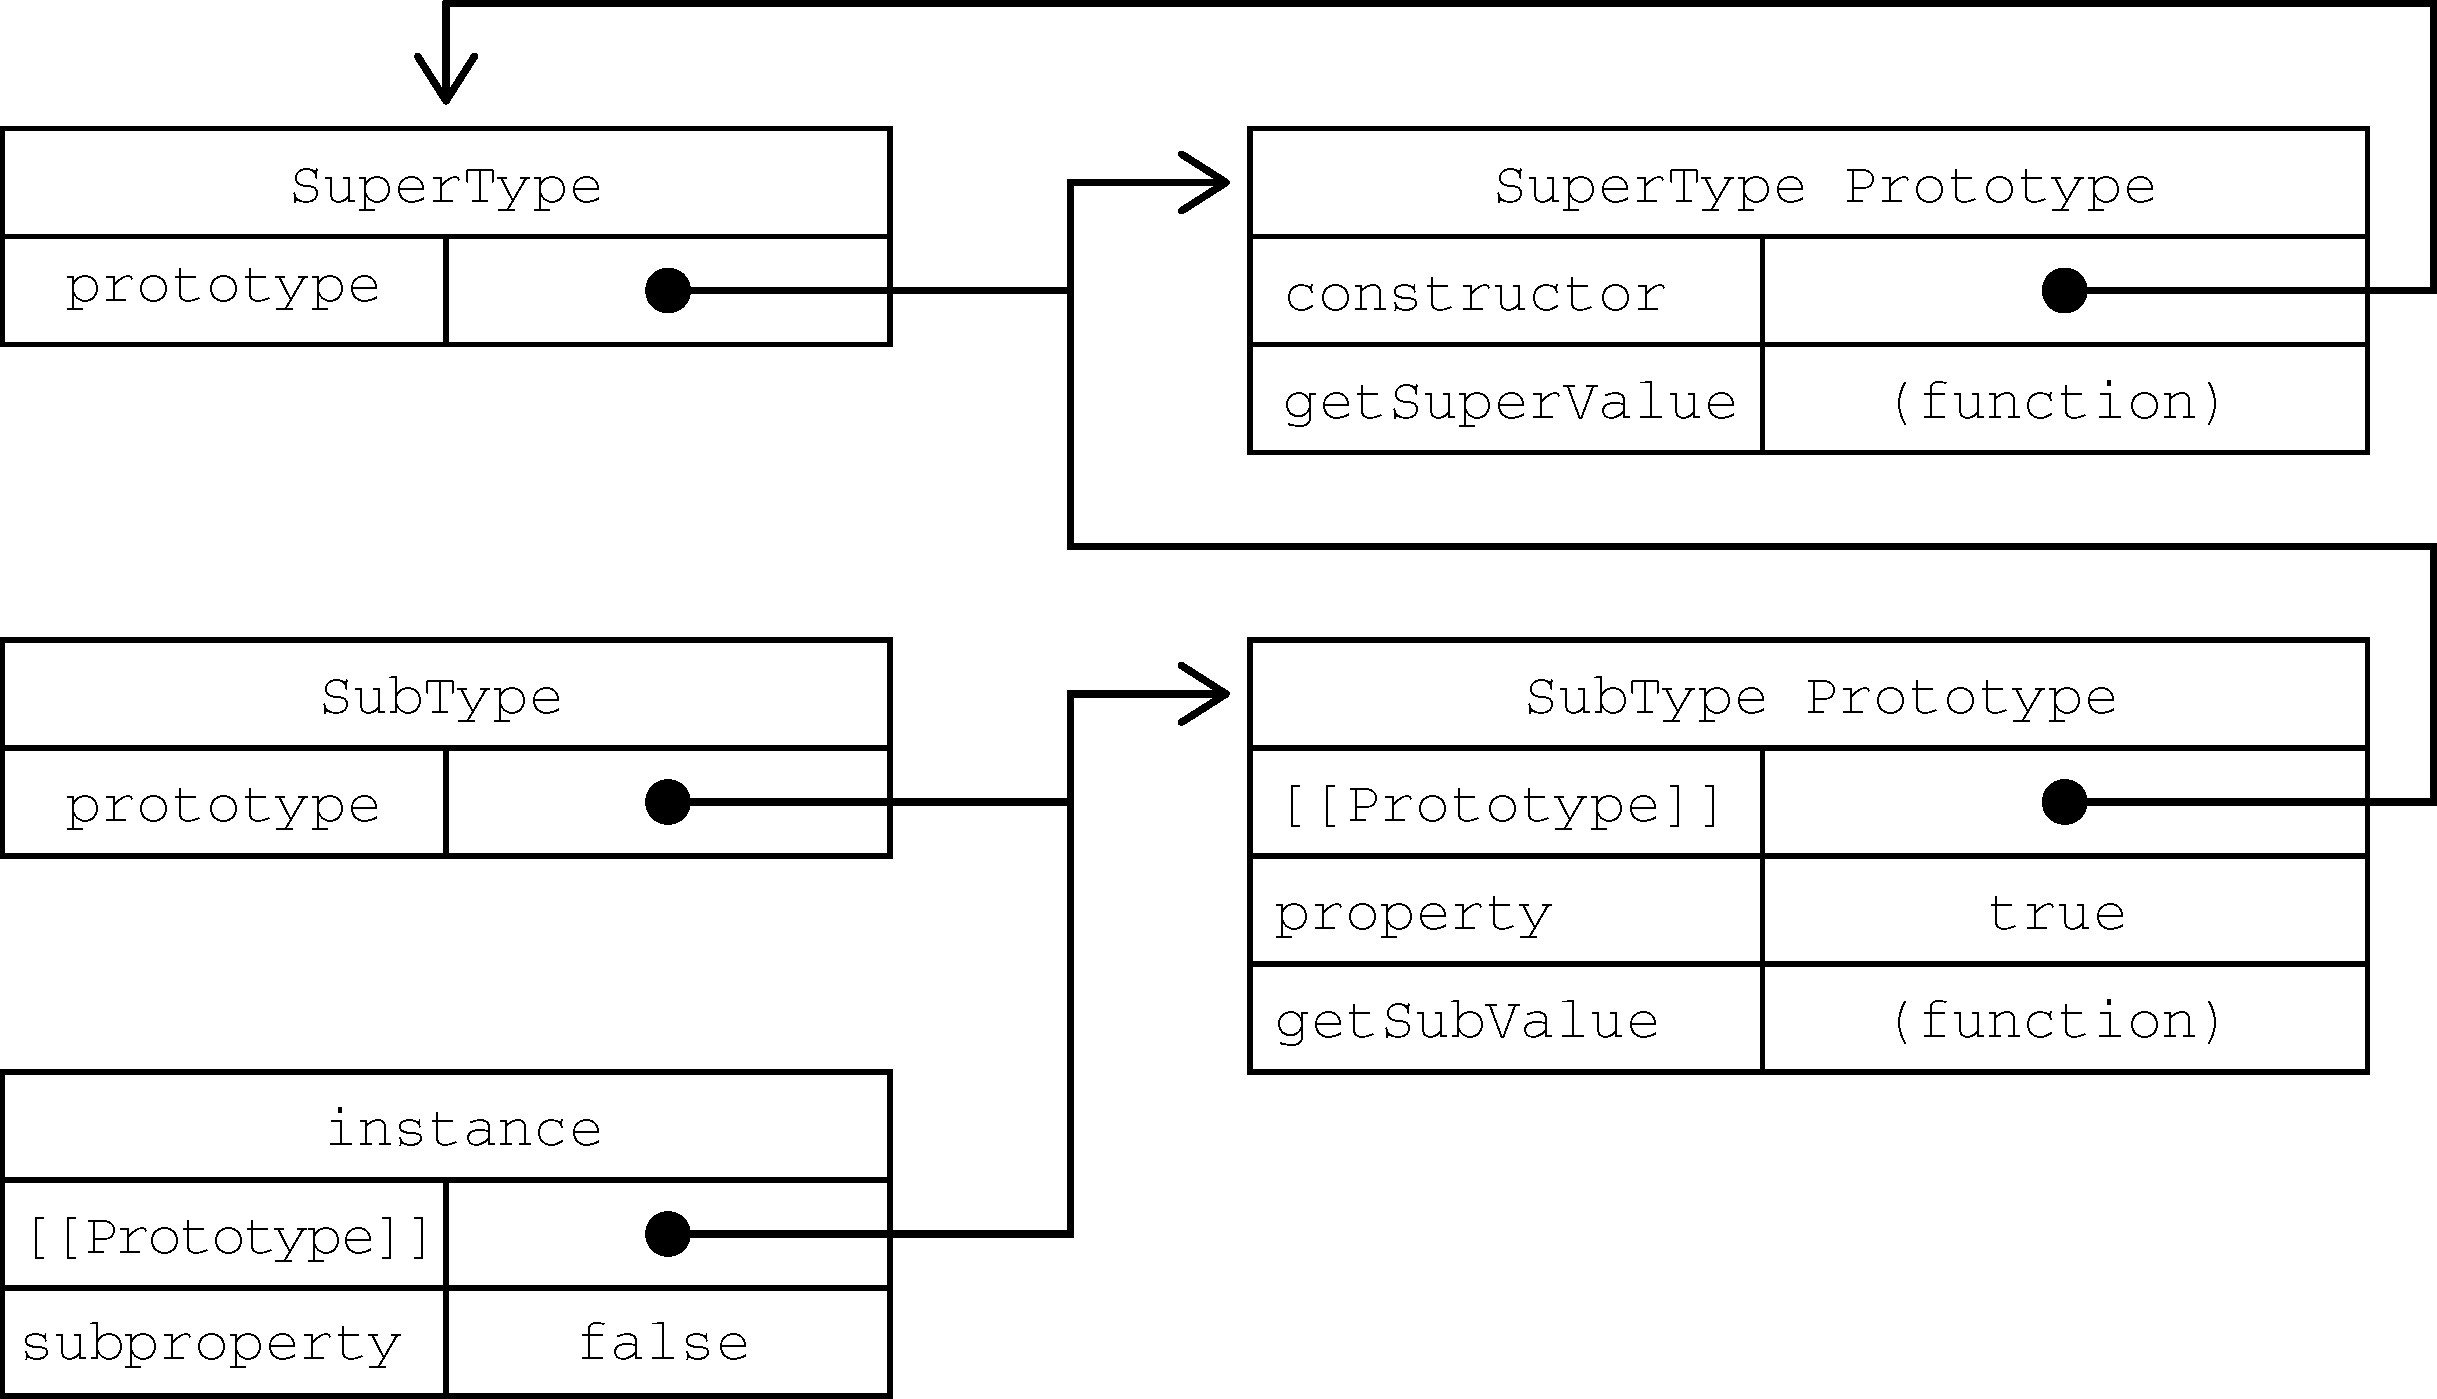 SuperType
prototype
SuperType Prototype
constructor
getSuperValue (function)
SubType
prototype
SubType Prototype
[[Prototype]]
property true
getSubValue (function)
instance
[[Prototype]]
subproperty false